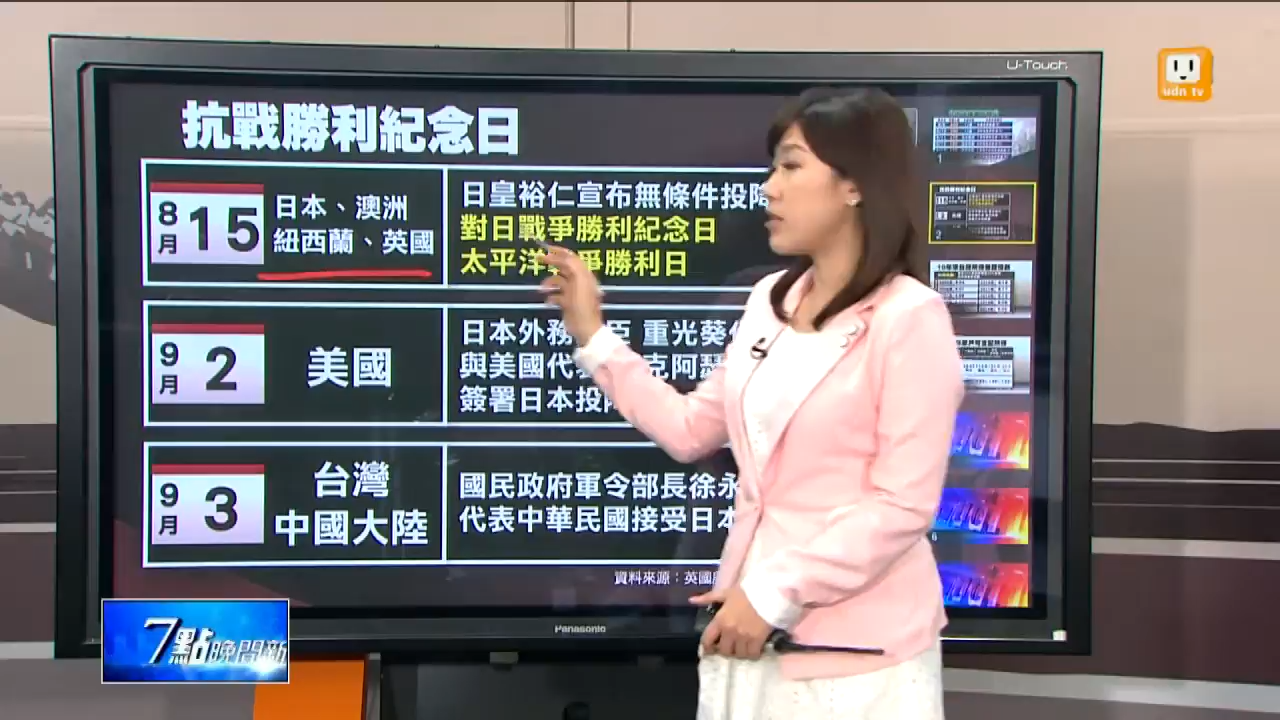 U-Touch
udn tv
抗戰勝利紀念日
8月15
日本、澳洲
紐西蘭、英國
日皇裕仁宣布無條件投降
對日戰爭勝利紀念日
太平洋戰爭勝利日
9月2
美國
日本外務 臣 重光葵
與美國代 克阿瑟
簽署日本投
9月3
台灣
中國大陸
國民政府軍令部長徐永
代表中華民國接受日本
資料來源：英國
Panasonic
7點晚間新